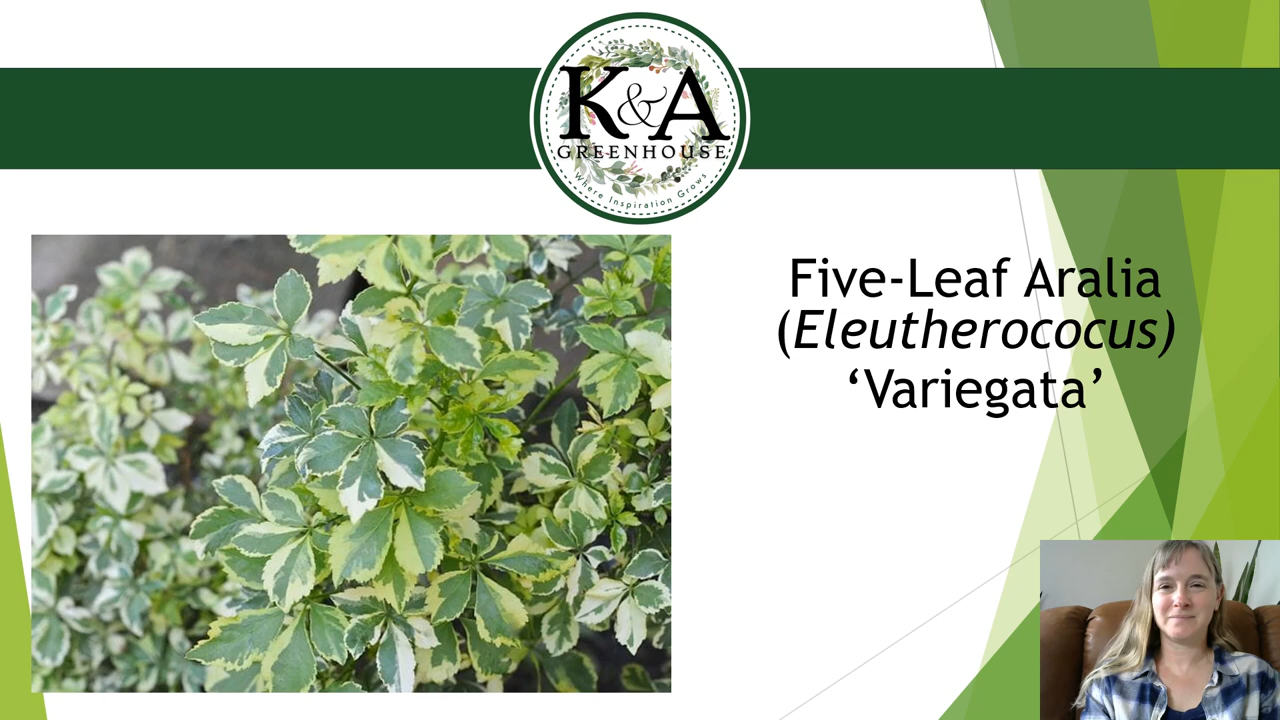 K&A
GREENHOUSE
Where Inspiration Grows
Five-Leaf Aralia
(Eleutherococus)
‘Variegata’